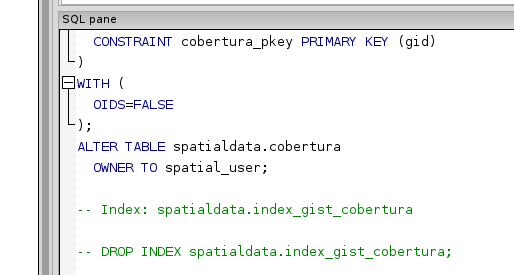 SQL pane
CONSTRAINT cobertura_pkey PRIMARY KEY (gid)
)
WITH (
OIDS=FALSE
);
ALTER TABLE spatialdata.cobertura
OWNER TO spatial_user;
-- Index: spatialdata.index_gist_cobertura
-- DROP INDEX spatialdata.index_gist_cobertura;